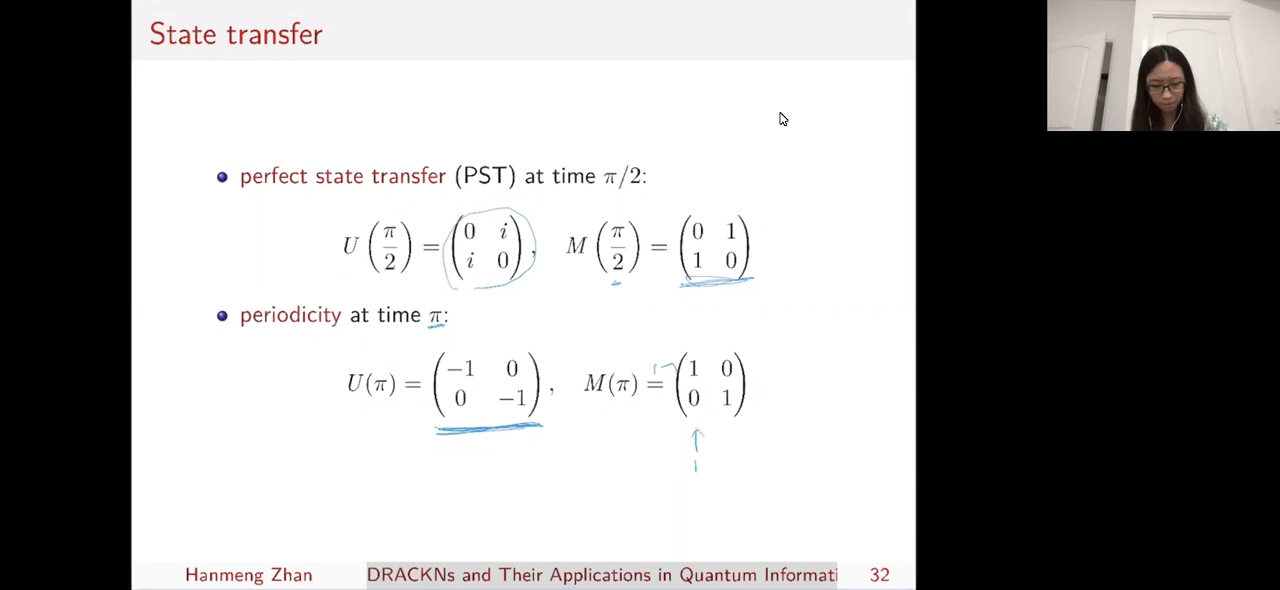 State transfer
perfect state transfer (PST) at time π/2:
U(π/2) = (0 i; i 0), M(π/2) = (0 1; 1 0)
periodicity at time π:
U(π) = (−1 0; 0 −1), M(π) = (1 0; 0 1)
Hanmeng Zhan DRACKNs and Their Applications in Quantum Informati 32